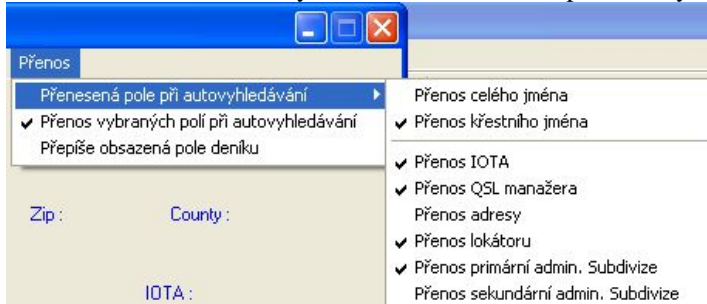 Přenos
Přenesená pole při autovyhledávání
Přenos vybraných polí při autovyhledávání
Přepíše obsazená pole deníku
Přenos celého jména
Přenos křestního jména
Přenos IOTA
Přenos QSL manažera
Přenos adresy
Přenos lokátoru
Přenos primární admin. Subdivize
Přenos sekundární admin. Subdivize
Zip :
County :
IOTA :